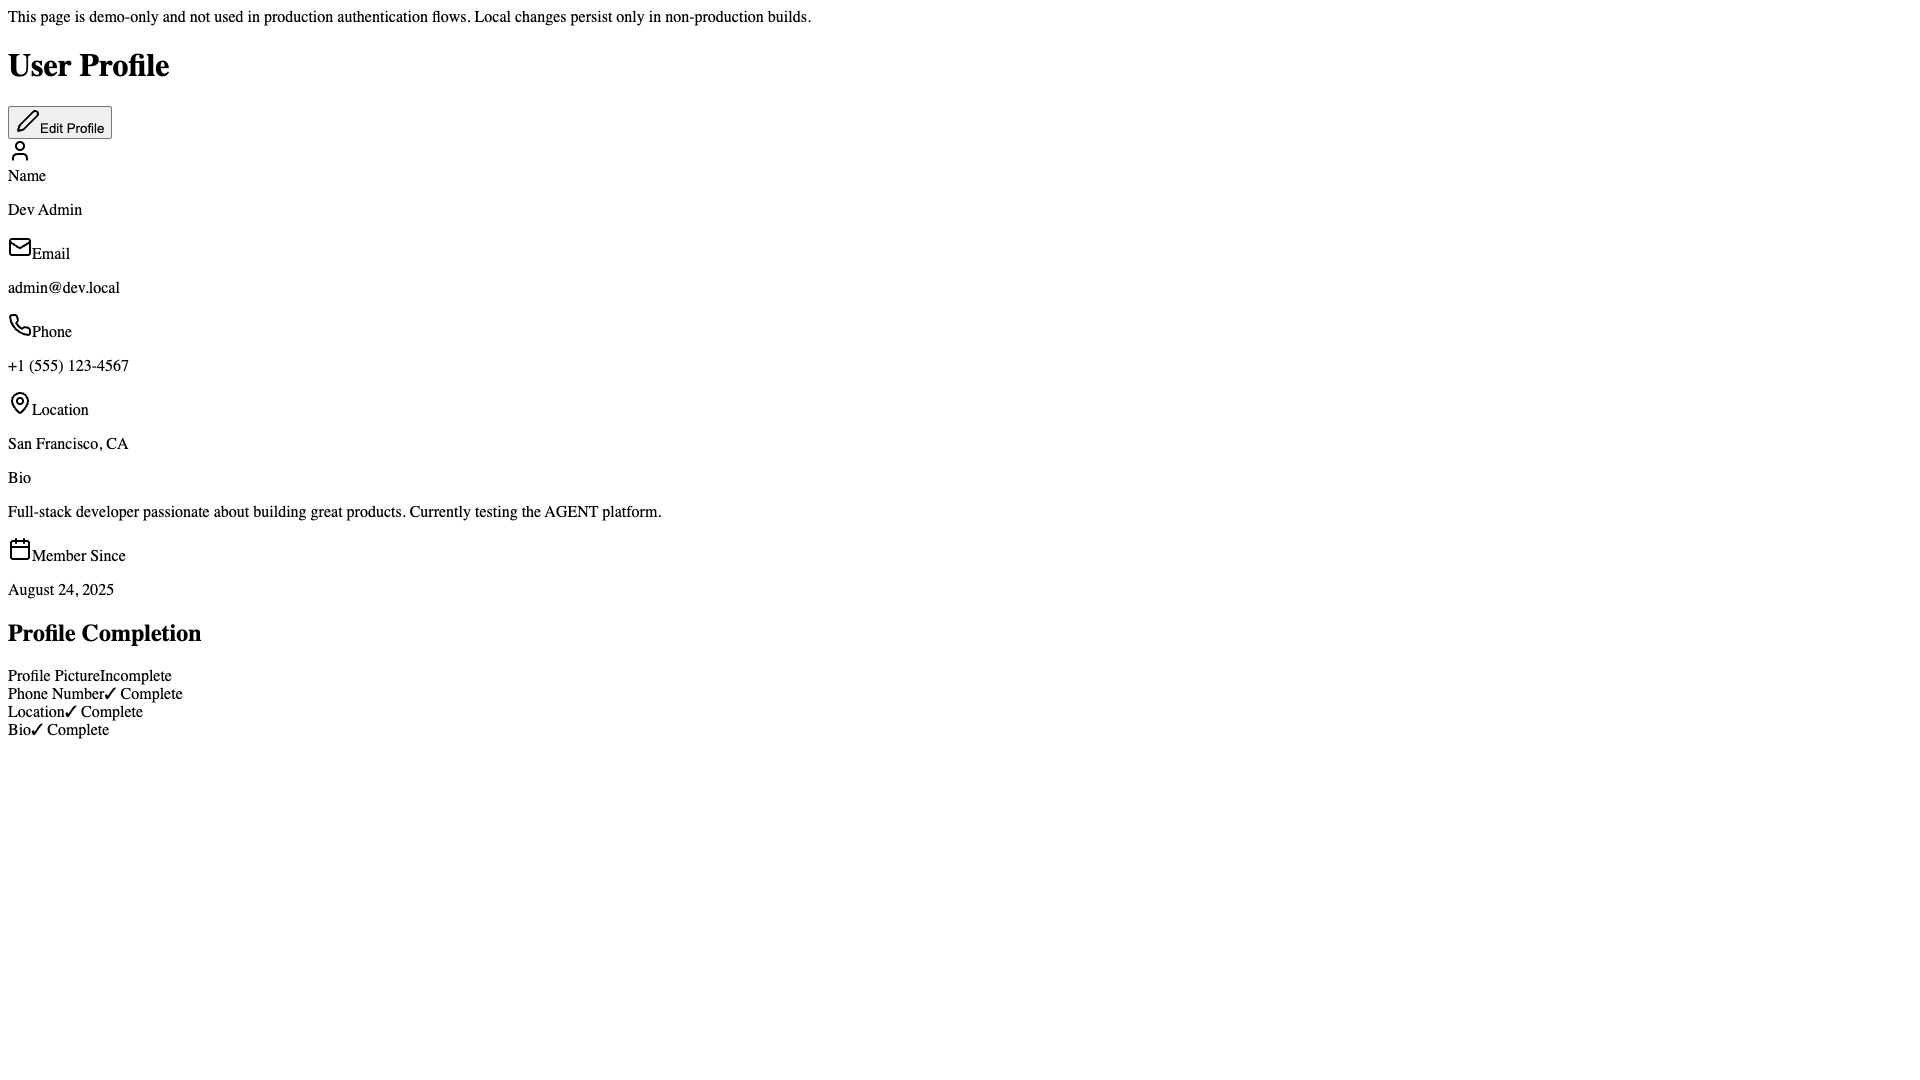 This page is demo-only and not used in production authentication flows. Local changes persist only in non-production builds.
User Profile
Edit Profile
Name
Dev Admin
Email
admin@dev.local
Phone
+1 (555) 123-4567
Location
San Francisco, CA
Bio
Full-stack developer passionate about building great products. Currently testing the AGENT platform.
Member Since
August 24, 2025
Profile Completion
Profile PictureIncomplete
Phone Number✓ Complete
Location✓ Complete
Bio✓ Complete